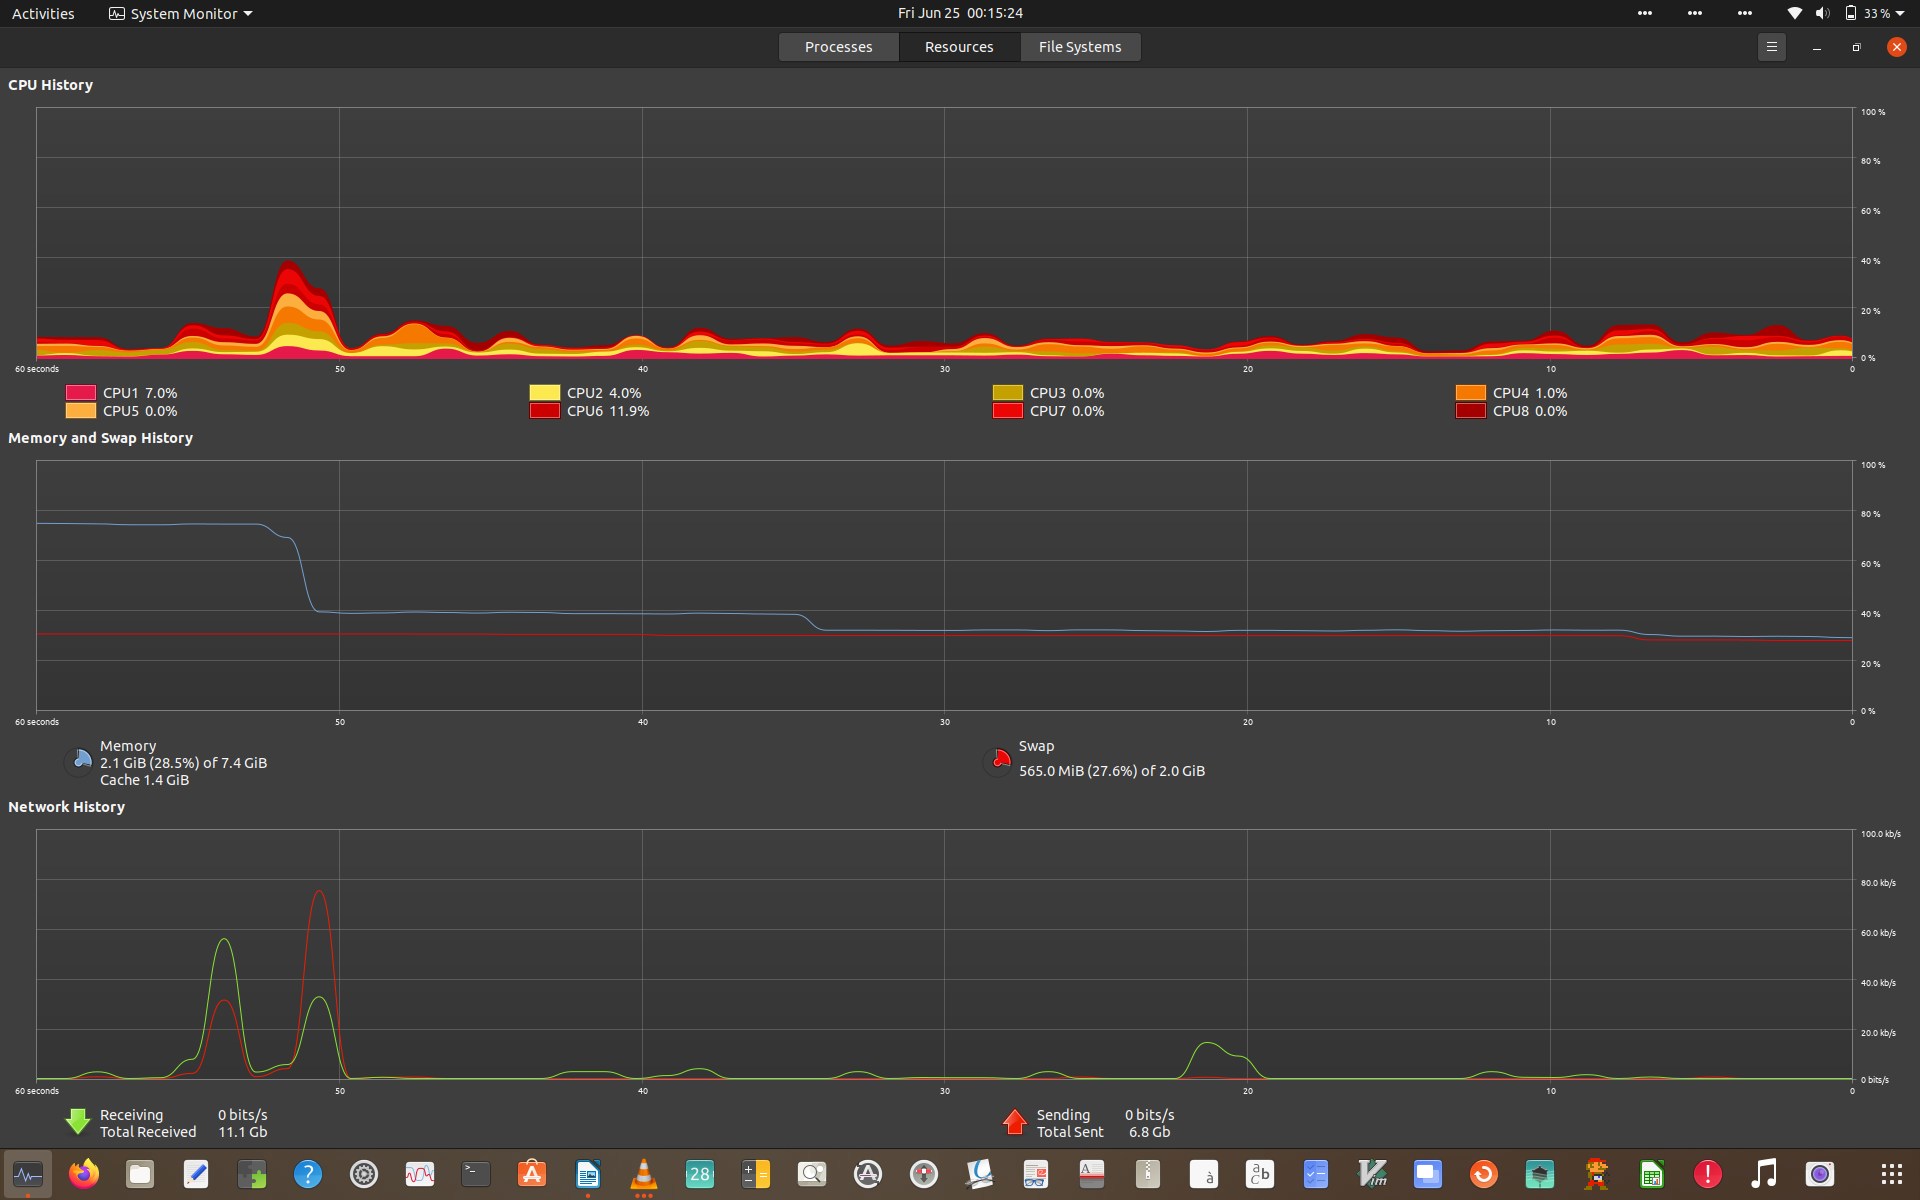 Activities System Monitor Fri Jun 25 00:15:24 33 %
Processes Resources File Systems
CPU History
100 %
80 %
60 %
40 %
20 %
0 %
60 seconds 50 40 30 20 10 0
CPU1 7.0% CPU2 4.0% CPU3 0.0% CPU4 1.0%
CPU5 0.0% CPU6 11.9% CPU7 0.0% CPU8 0.0%
Memory and Swap History
100 %
80 %
60 %
40 %
20 %
0 %
60 seconds 50 40 30 20 10 0
Memory
2.1 GiB (28.5%) of 7.4 GiB
Cache 1.4 GiB
Swap
565.0 MiB (27.6%) of 2.0 GiB
Network History
100.0 kb/s
80.0 kb/s
60.0 kb/s
40.0 kb/s
20.0 kb/s
0 bits/s
60 seconds 50 40 30 20 10 0
Receiving 0 bits/s
Total Received 11.1 Gb
Sending 0 bits/s
Total Sent 6.8 Gb
28